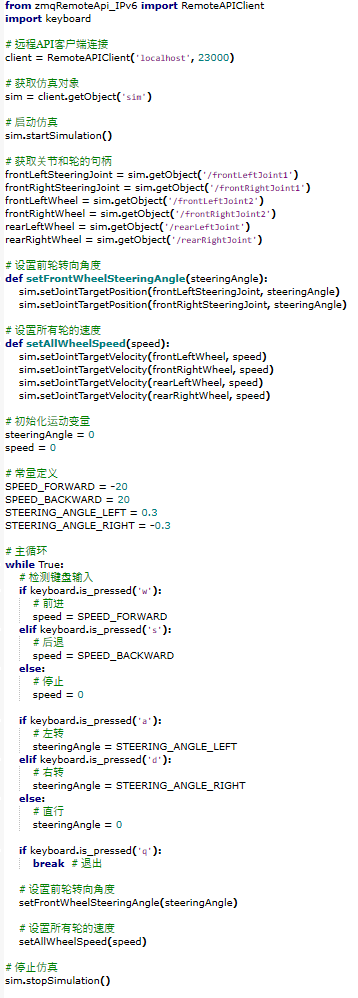 from zmqRemoteApi_IPv6 import RemoteAPIClient
import keyboard
# 远程API客户端连接
client = RemoteAPIClient('localhost', 23000)
# 获取仿真对象
sim = client.getObject('sim')
# 启动仿真
sim.startSimulation()
# 获取关节和轮的句柄
frontLeftSteeringJoint = sim.getObject('/frontLeftJoint1')
frontRightSteeringJoint = sim.getObject('/frontRightJoint1')
frontLeftWheel = sim.getObject('/frontLeftJoint2')
frontRightWheel = sim.getObject('/frontRightJoint2')
rearLeftWheel = sim.getObject('/rearLeftJoint')
rearRightWheel = sim.getObject('/rearRightJoint')
# 设置前轮转向角度
def setFrontWheelSteeringAngle(steeringAngle):
    sim.setJointTargetPosition(frontLeftSteeringJoint, steeringAngle)
    sim.setJointTargetPosition(frontRightSteeringJoint, steeringAngle)
# 设置所有轮的速度
def setAllWheelSpeed(speed):
    sim.setJointTargetVelocity(frontLeftWheel, speed)
    sim.setJointTargetVelocity(frontRightWheel, speed)
    sim.setJointTargetVelocity(rearLeftWheel, speed)
    sim.setJointTargetVelocity(rearRightWheel, speed)
# 初始化运动变量
steeringAngle = 0
speed = 0
# 常量定义
SPEED_FORWARD = -20
SPEED_BACKWARD = 20
STEERING_ANGLE_LEFT = 0.3
STEERING_ANGLE_RIGHT = -0.3
# 主循环
while True:
    # 检测键盘输入
    if keyboard.is_pressed('w'):
        # 前进
        speed = SPEED_FORWARD
    elif keyboard.is_pressed('s'):
        # 后退
        speed = SPEED_BACKWARD
    else:
        # 停止
        speed = 0
    if keyboard.is_pressed('a'):
        # 左转
        steeringAngle = STEERING_ANGLE_LEFT
    elif keyboard.is_pressed('d'):
        # 右转
        steeringAngle = STEERING_ANGLE_RIGHT
    else:
        # 直行
        steeringAngle = 0
    if keyboard.is_pressed('q'):
        break  # 退出
    # 设置前轮转向角度
    setFrontWheelSteeringAngle(steeringAngle)
    # 设置所有轮的速度
    setAllWheelSpeed(speed)
# 停止仿真
sim.stopSimulation()